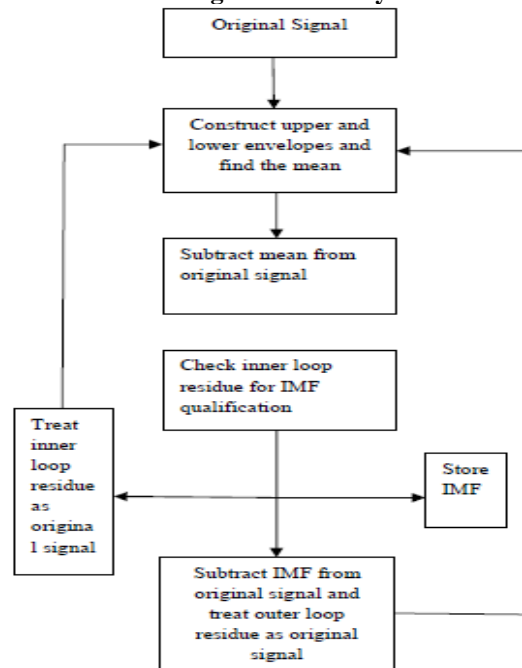 Original Signal
Construct upper and
lower envelopes and
find the mean
Subtract mean from
original signal
Check inner loop
residue for IMF
qualification
Treat
inner
loop
residue
as
origina
l signal
Store
IMF
Subtract IMF from
original signal and
treat outer loop
residue as original
signal